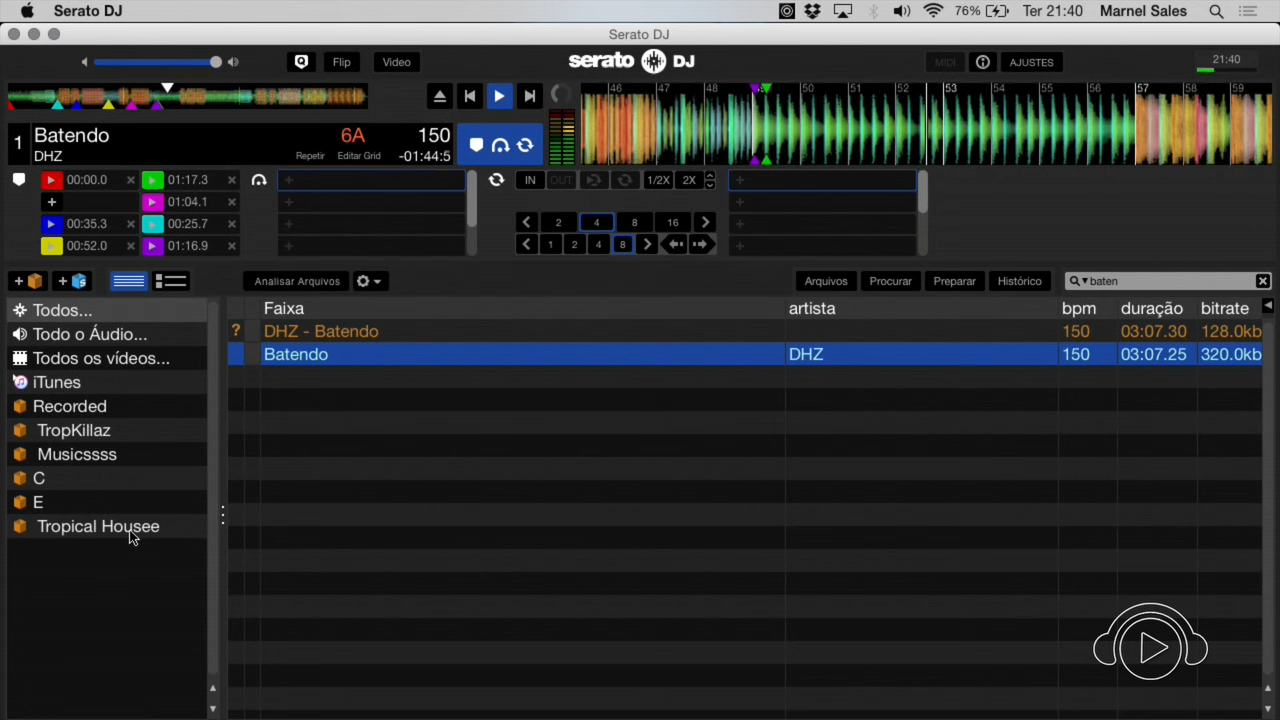 Serato DJ 76% Ter 21:40 Marnel Sales
Serato DJ
Flip Video serato DJ MIDI AJUSTES 21:40
46 47 48 50 51 52 53 57 58 59
1 Batendo 6A 150
DHZ Repetir Editar Grid -01:44:5
00:00.0 01:17.3 IN OUT 1/2X 2X
01:04.1
00:35.3 00:25.7 2 4 8 16
00:52.0 01:16.9 1 2 4 8
Analisar Arquivos Arquivos Procurar Preparar Histórico baten
Todos... Faixa artista bpm duração bitrate
Todo o Áudio... ? DHZ - Batendo 150 03:07.30 128.0kb
Todos os vídeos... Batendo DHZ 150 03:07.25 320.0kb
iTunes
Recorded
TropKillaz
Musicssss
C
E
Tropical Housee